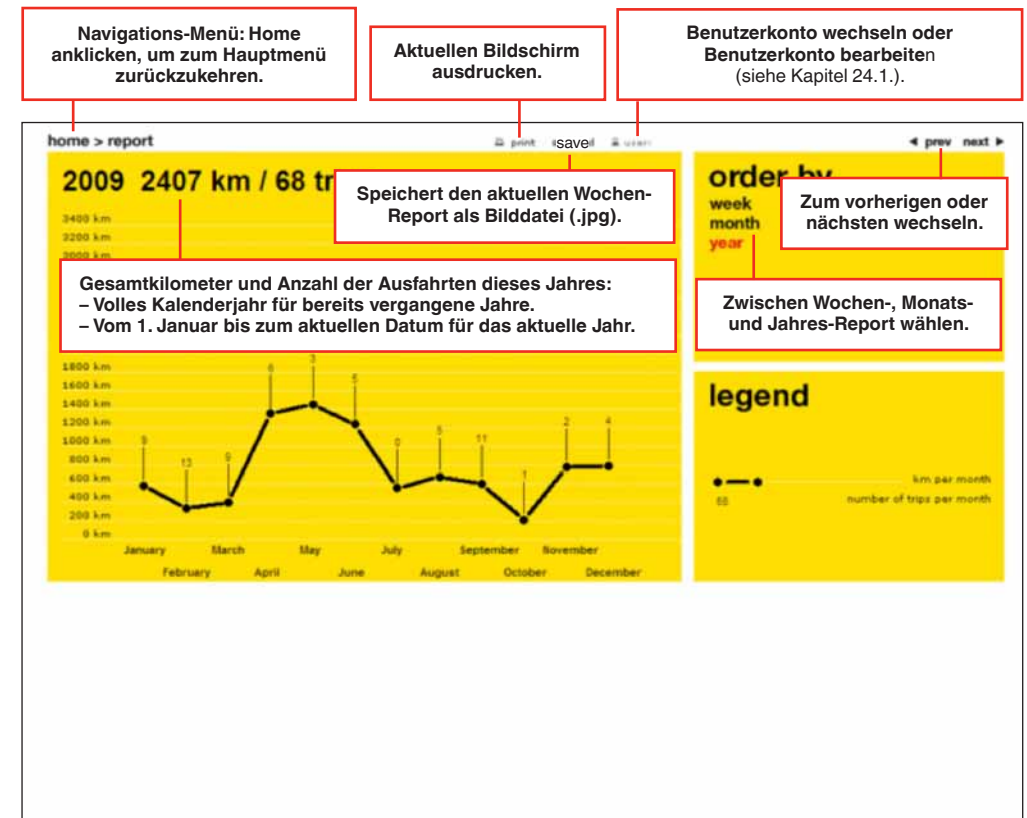 Navigations-Menü: Home
anklicken, um zum Hauptmenü
zurückzukehren.
Aktuellen Bildschirm
ausdrucken.
Benutzerkonto wechseln oder
Benutzerkonto bearbeiten
(siehe Kapitel 24.1.).
home > report
print
save
user:
◄ prev next ►
2009 2407 km / 68 tr
Speichert den aktuellen Wochen-
Report als Bilddatei (.jpg).
order by
week
month
year
Zum vorherigen oder
nächsten wechseln.
3400 km
3200 km
3000 km
Gesamtkilometer und Anzahl der Ausfahrten dieses Jahres:
– Volles Kalenderjahr für bereits vergangene Jahre.
– Vom 1. Januar bis zum aktuellen Datum für das aktuelle Jahr.
Zwischen Wochen-, Monats-
und Jahres-Report wählen.
1800 km
1600 km
1400 km
1200 km
1000 km
800 km
600 km
400 km
200 km
0 km
9 13 9 6 3 5 0 5 11 1 2 4
January March May July September November
February April June August October December
legend
km per month
68 number of trips per month